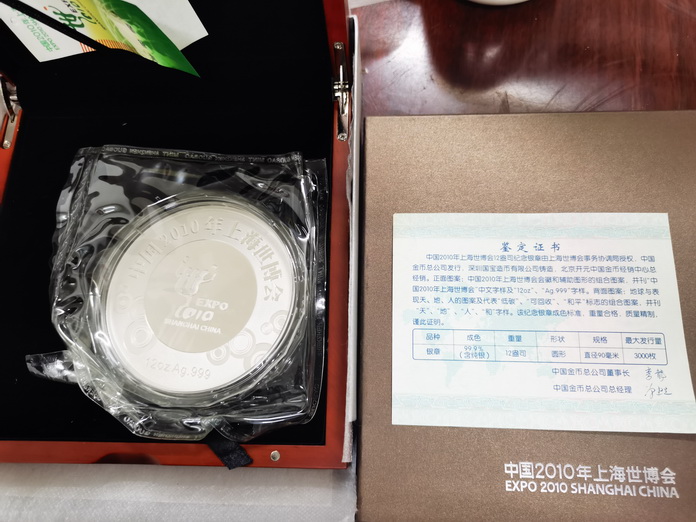 中国2010年上海世博会
EXPO
2010
SHANGHAI CHINA
12oz Ag.999
鉴定证书
中国2010年上海世博会12盎司纪念银章由上海世博会事务协调局授权，中国
金币总公司发行，深圳国宝造币有限公司铸造，北京开元中国金币经销中心总
经销。正面图案：中国2010年上海世博会会徽和辅助图形的组合图案，并刊“中
国2010年上海世博会”中文字样及“12oz”、“Ag.999”字样。背面图案：地球与表
现天、地、人的图案及代表“低碳”、“可回收”、“和平”标志的组合图案，并刊
“天”、“地”、“人”、“和”字样。该纪念银章成色标准，重量合格，质量精制，
谨此证明。
品种 成色 重量 形状 规格 最大发行量
银章 99.9%（含纯银） 12盎司 圆形 直径90毫米 3000枚
中国金币总公司董事长
中国金币总公司总经理
中国2010年上海世博会
EXPO 2010 SHANGHAI CHINA